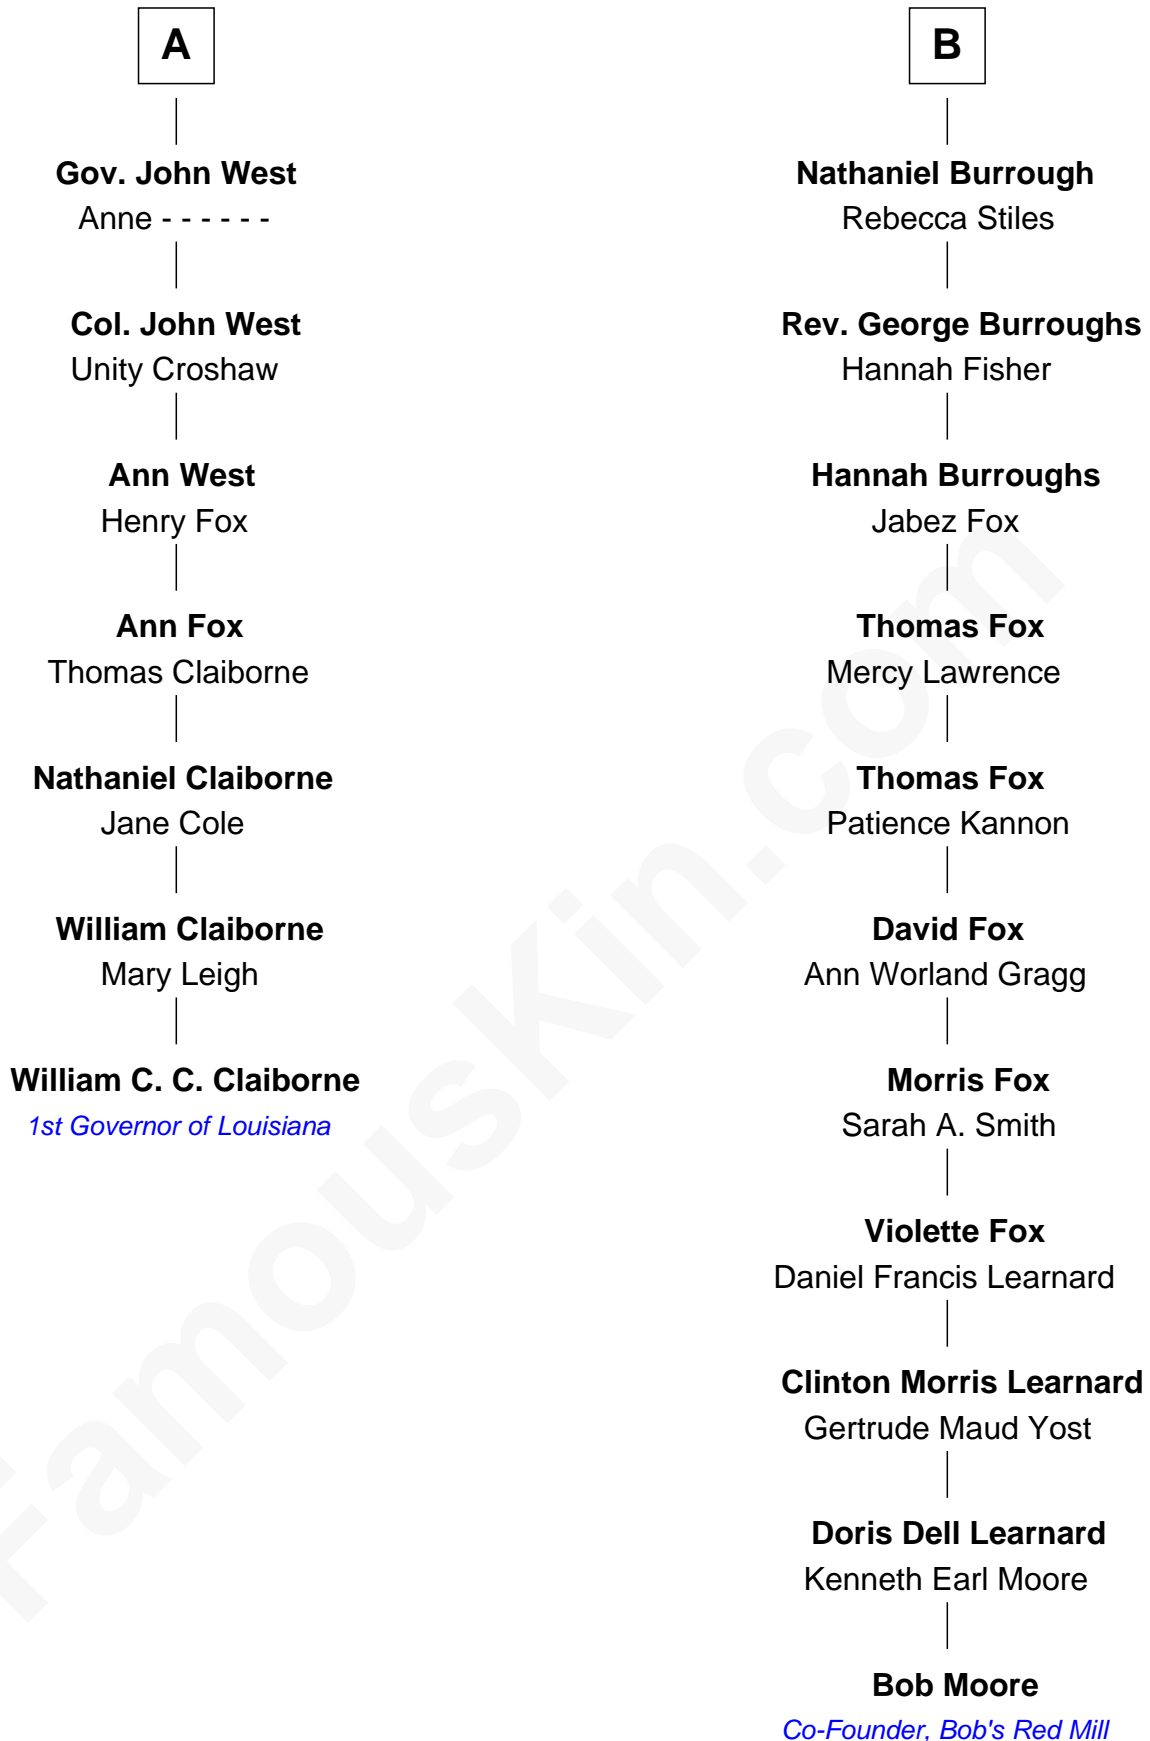 A
Gov. John West
Anne - - - - - -
Col. John West
Unity Croshaw
Ann West
Henry Fox
Ann Fox
Thomas Claiborne
Nathaniel Claiborne
Jane Cole
William Claiborne
Mary Leigh
William C. C. Claiborne
1st Governor of Louisiana
B
Nathaniel Burrough
Rebecca Stiles
Rev. George Burroughs
Hannah Fisher
Hannah Burroughs
Jabez Fox
Thomas Fox
Mercy Lawrence
Thomas Fox
Patience Kannon
David Fox
Ann Worland Gragg
Morris Fox
Sarah A. Smith
Violette Fox
Daniel Francis Learnard
Clinton Morris Learnard
Gertrude Maud Yost
Doris Dell Learnard
Kenneth Earl Moore
Bob Moore
Co-Founder, Bob's Red Mill
FamousKin.com